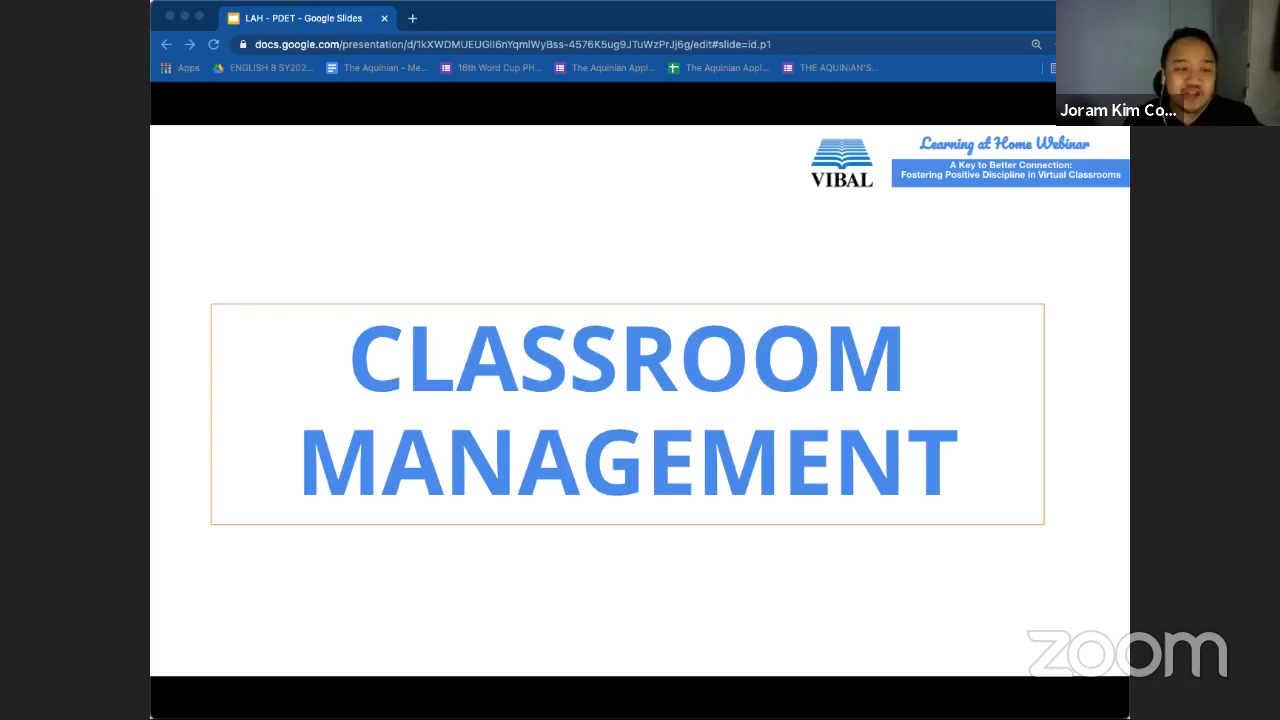 LAH - PDET - Google Slides
docs.google.com/presentation/d/1kXWDMUEUGlI6nYqmIWyBss-4576K5ug9JTuWzPrJj6g/edit#slide=id.p1
Apps
ENGLISH 8 SY202...
The Aquinian - Me...
18th Word Cup PH...
The Aquinian Appl...
The Aquinian Appl...
THE AQUINIAN'S...
Joram Kim Co...
VIBAL
Learning at Home Webinar
A Key to Better Connection:
Fostering Positive Discipline in Virtual Classrooms
CLASSROOM
MANAGEMENT
zoom